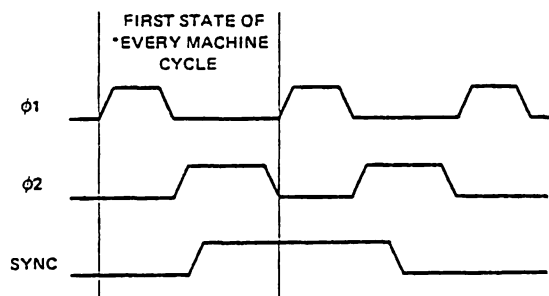 FIRST STATE OF
*EVERY MACHINE
CYCLE
ϕ1
ϕ2
SYNC